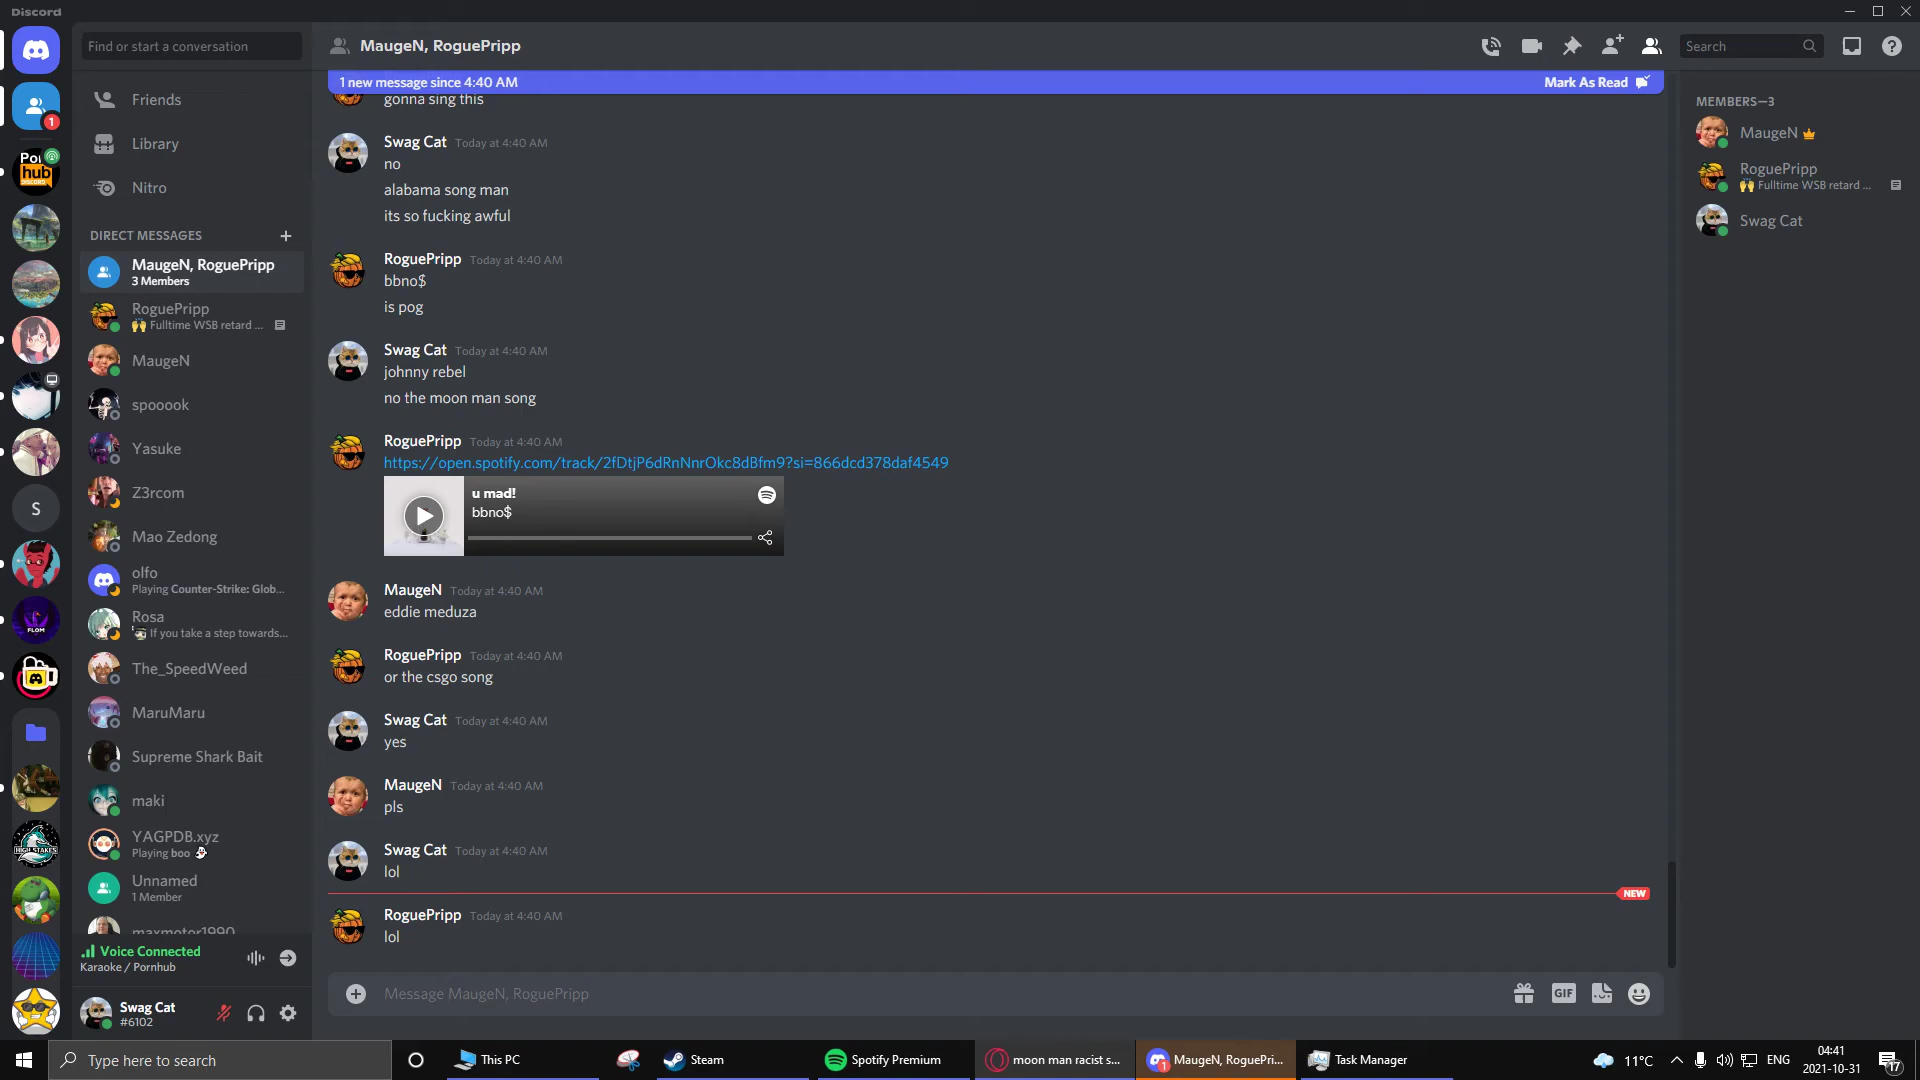 Discord
Find or start a conversation
Friends
Library
Nitro
DIRECT MESSAGES
MaugeN, RoguePripp
3 Members
RoguePripp
Fulltime WSB retard ...
MaugeN
spooook
Yasuke
Z3rcom
Mao Zedong
olfo
Playing Counter-Strike: Glob...
Rosa
If you take a step towards...
The_SpeedWeed
MaruMaru
Supreme Shark Bait
maki
YAGPDB.xyz
Playing boo
Unnamed
1 Member
maxmotor1990
Voice Connected
Karaoke / Pornhub
Swag Cat
#6102
1
Por
hub
DISCORD
S
FLOM
HIGH STAKES
MaugeN, RoguePripp
Search
1 new message since 4:40 AM
Mark As Read
gonna sing this
Swag Cat Today at 4:40 AM
no
alabama song man
its so fucking awful
RoguePripp Today at 4:40 AM
bbno$
is pog
Swag Cat Today at 4:40 AM
johnny rebel
no the moon man song
RoguePripp Today at 4:40 AM
https://open.spotify.com/track/2fDtjP6dRnNnrOkc8dBfm9?si=866dcd378daf4549
u mad!
bbno$
MaugeN Today at 4:40 AM
eddie meduza
RoguePripp Today at 4:40 AM
or the csgo song
Swag Cat Today at 4:40 AM
yes
MaugeN Today at 4:40 AM
pls
Swag Cat Today at 4:40 AM
lol
NEW
RoguePripp Today at 4:40 AM
lol
Message MaugeN, RoguePripp
GIF
MEMBERS—3
MaugeN
RoguePripp
Fulltime WSB retard ...
Swag Cat
Type here to search
This PC
Steam
Spotify Premium
moon man racist s...
1
MaugeN, RoguePri...
Task Manager
11°C
ENG
04:41
2021-10-31
17